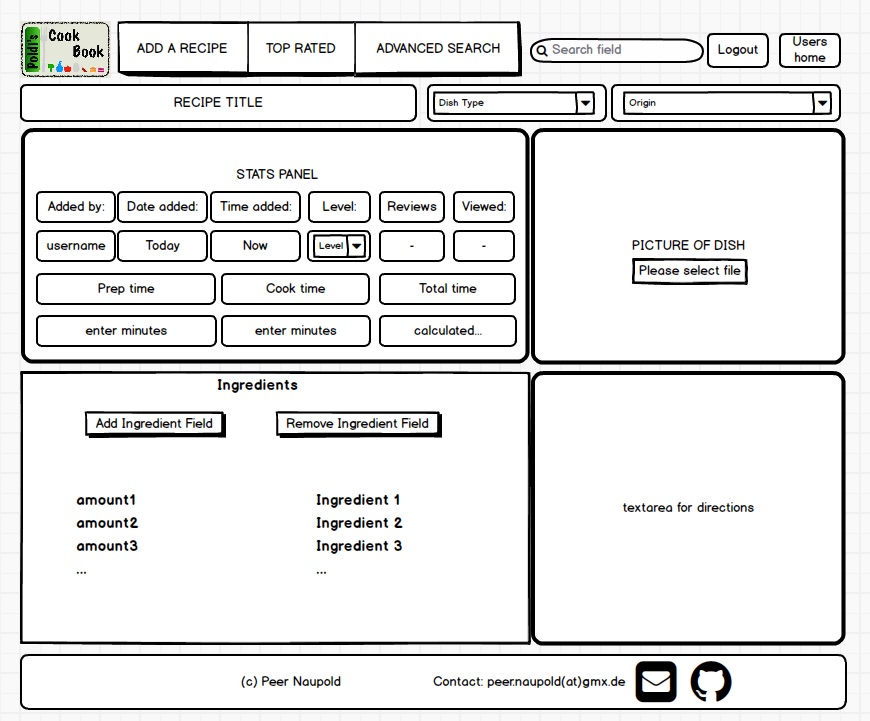 Poldi's
Cook
Book
ADD A RECIPE
TOP RATED
ADVANCED SEARCH
Search field
Logout
Users
home
RECIPE TITLE
Dish Type
Origin
STATS PANEL
Added by:
Date added:
Time added:
Level:
Reviews
Viewed:
username
Today
Now
Level
-
-
Prep time
Cook time
Total time
enter minutes
enter minutes
calculated...
PICTURE OF DISH
Please select file
Ingredients
Add Ingredient Field
Remove Ingredient Field
amount1
Ingredient 1
amount2
Ingredient 2
amount3
Ingredient 3
...
...
textarea for directions
(c) Peer Naupold
Contact: peer.naupold(at)gmx.de